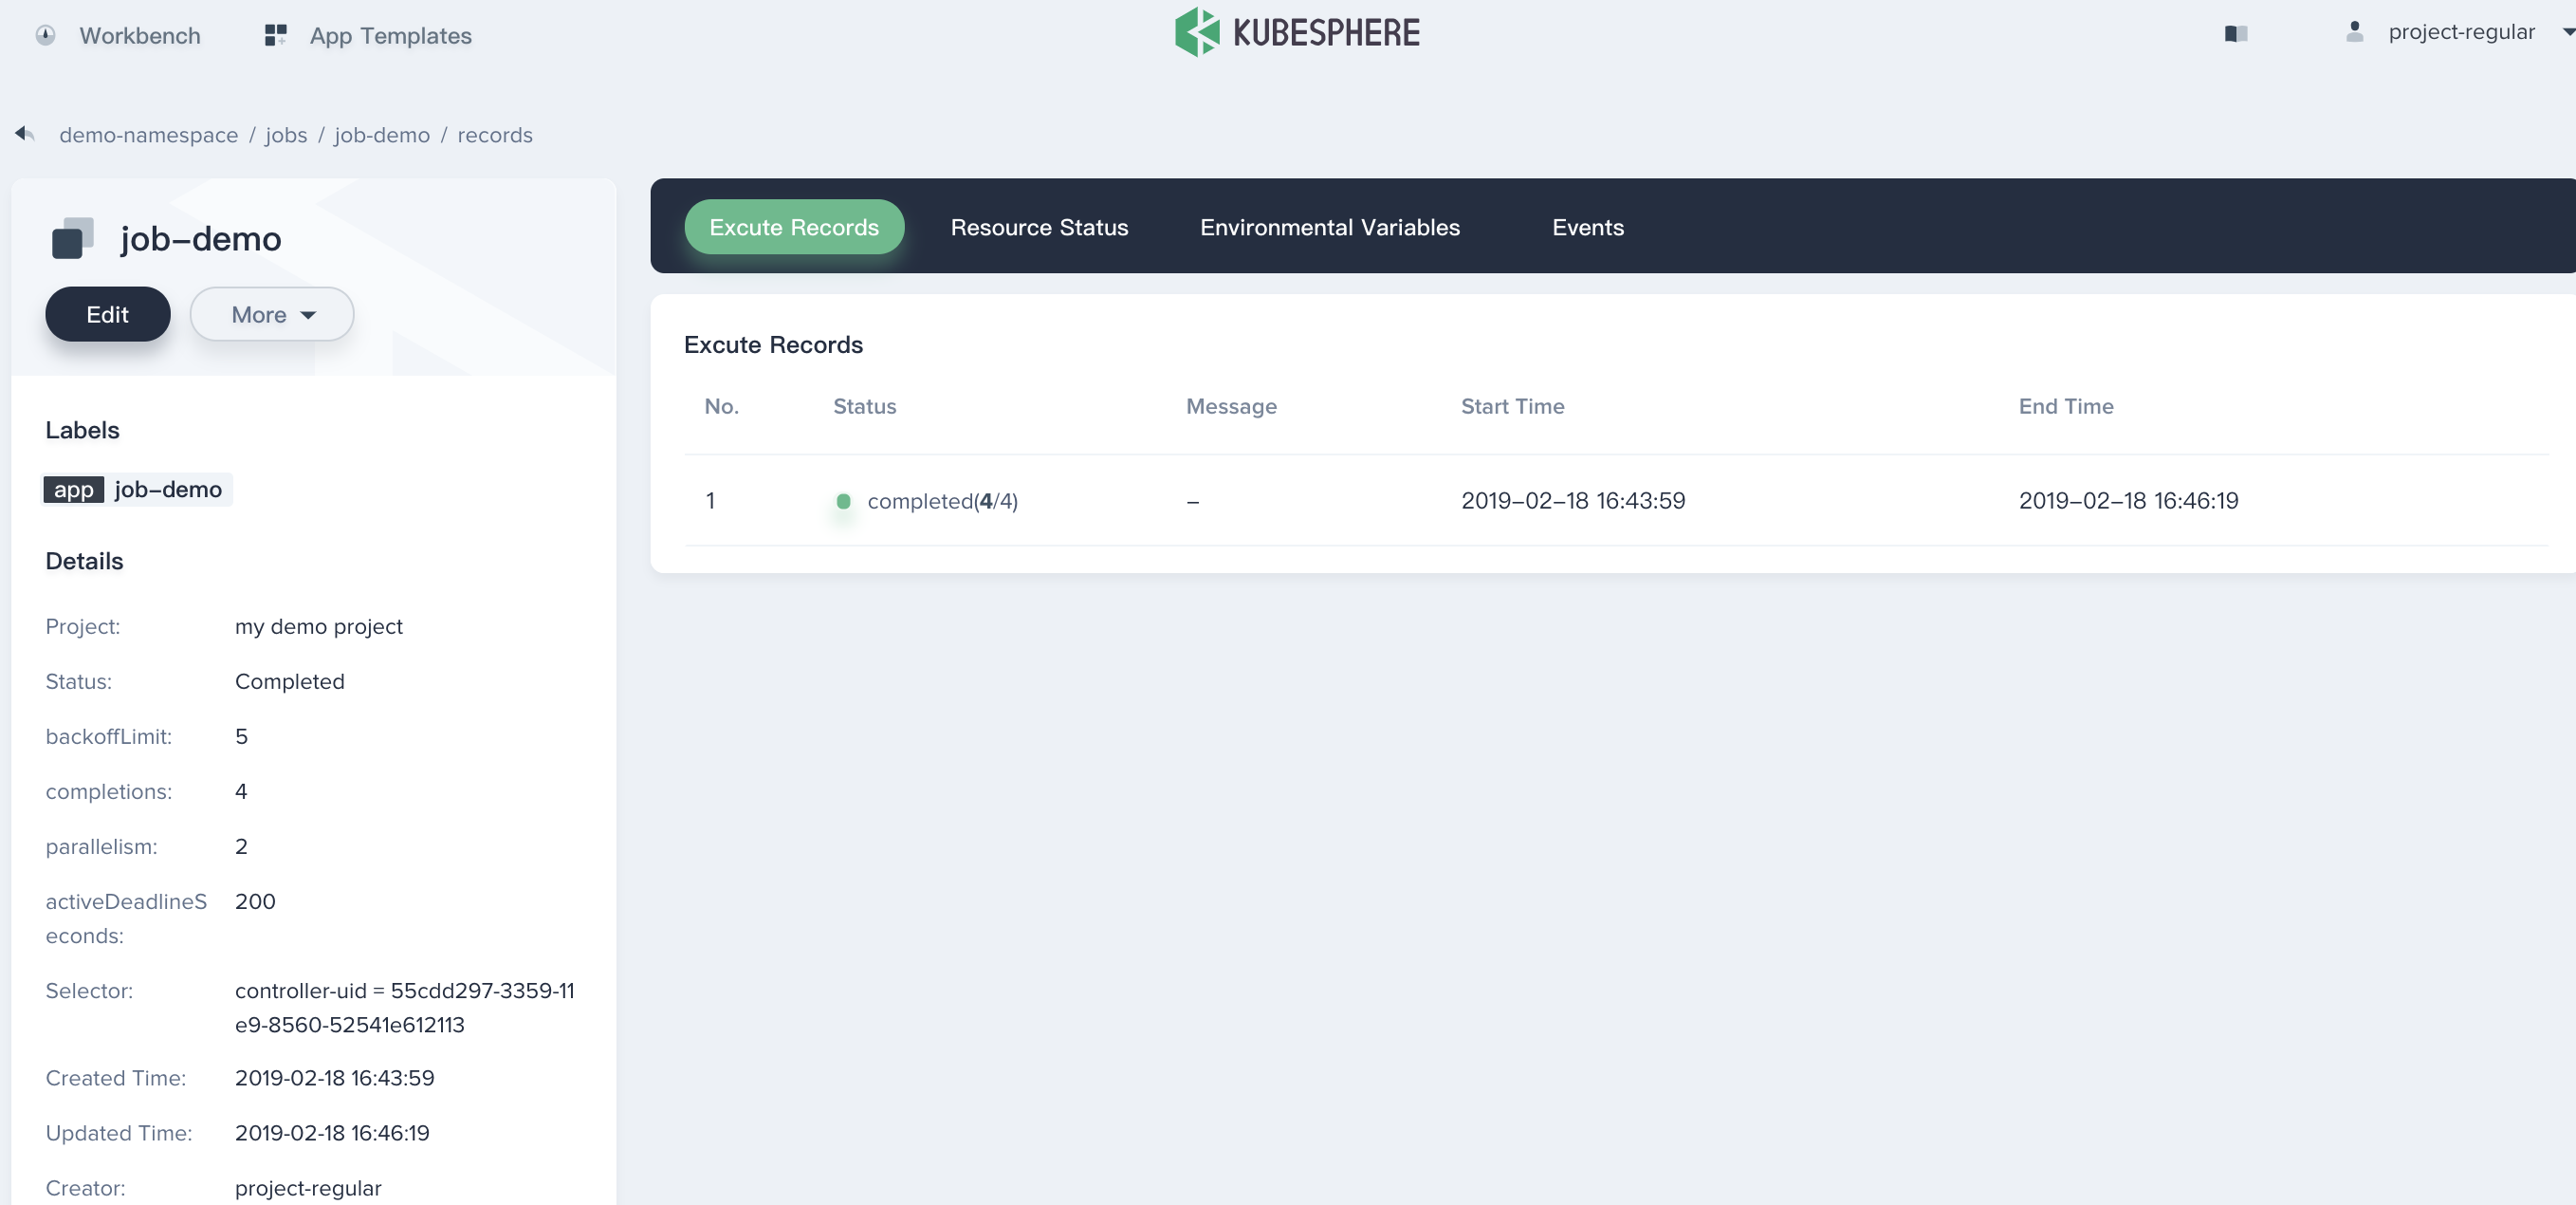 Workbench
App Templates
KUBESPHERE
project-regular
demo-namespace / jobs / job-demo / records
job–demo
Edit
More
Labels
app job–demo
Details
Project: my demo project
Status: Completed
backoffLimit: 5
completions: 4
parallelism: 2
activeDeadlineS 200
econds:
Selector: controller-uid = 55cdd297-3359-11
e9-8560-52541e612113
Created Time: 2019-02-18 16:43:59
Updated Time: 2019-02-18 16:46:19
Creator: project-regular
Excute Records
Resource Status
Environmental Variables
Events
Excute Records
No. Status Message Start Time End Time
1 completed(4/4) – 2019–02–18 16:43:59 2019–02–18 16:46:19